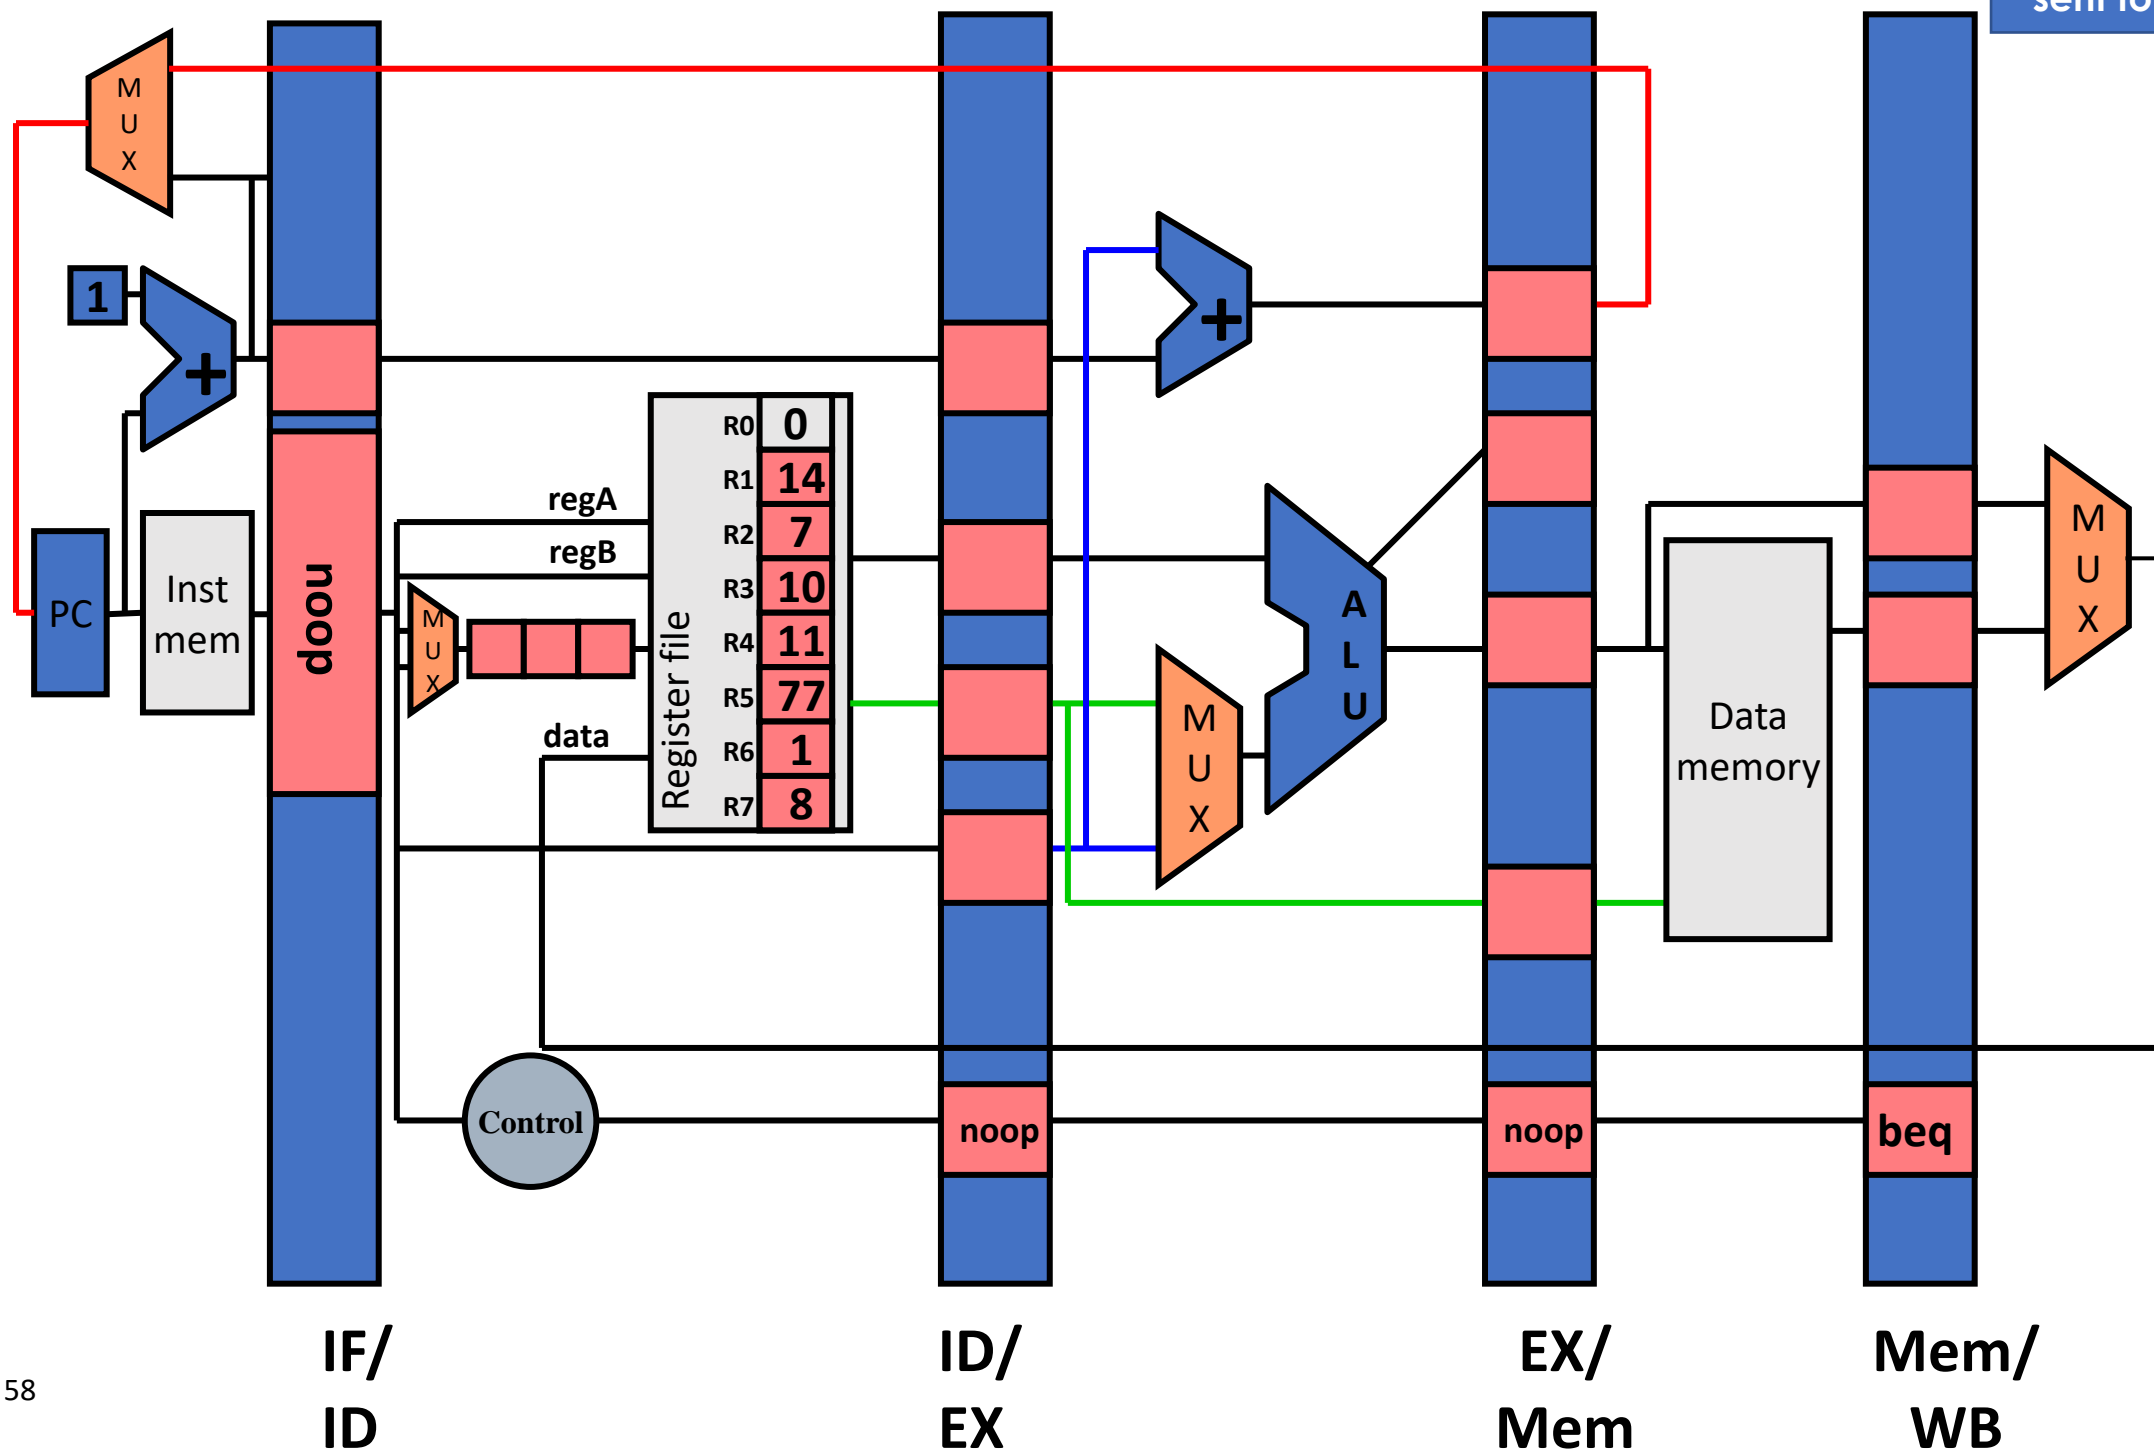 M
U
X
1
+
PC
Inst
mem
noop
regA
regB
M
U
X
data
Register file
R0 0
R1 14
R2 7
R3 10
R4 11
R5 77
R6 1
R7 8
Control
+
M
U
X
A
L
U
Data
memory
M
U
X
noop
noop
beq
IF/
ID
ID/
EX
EX/
Mem
Mem/
WB
58